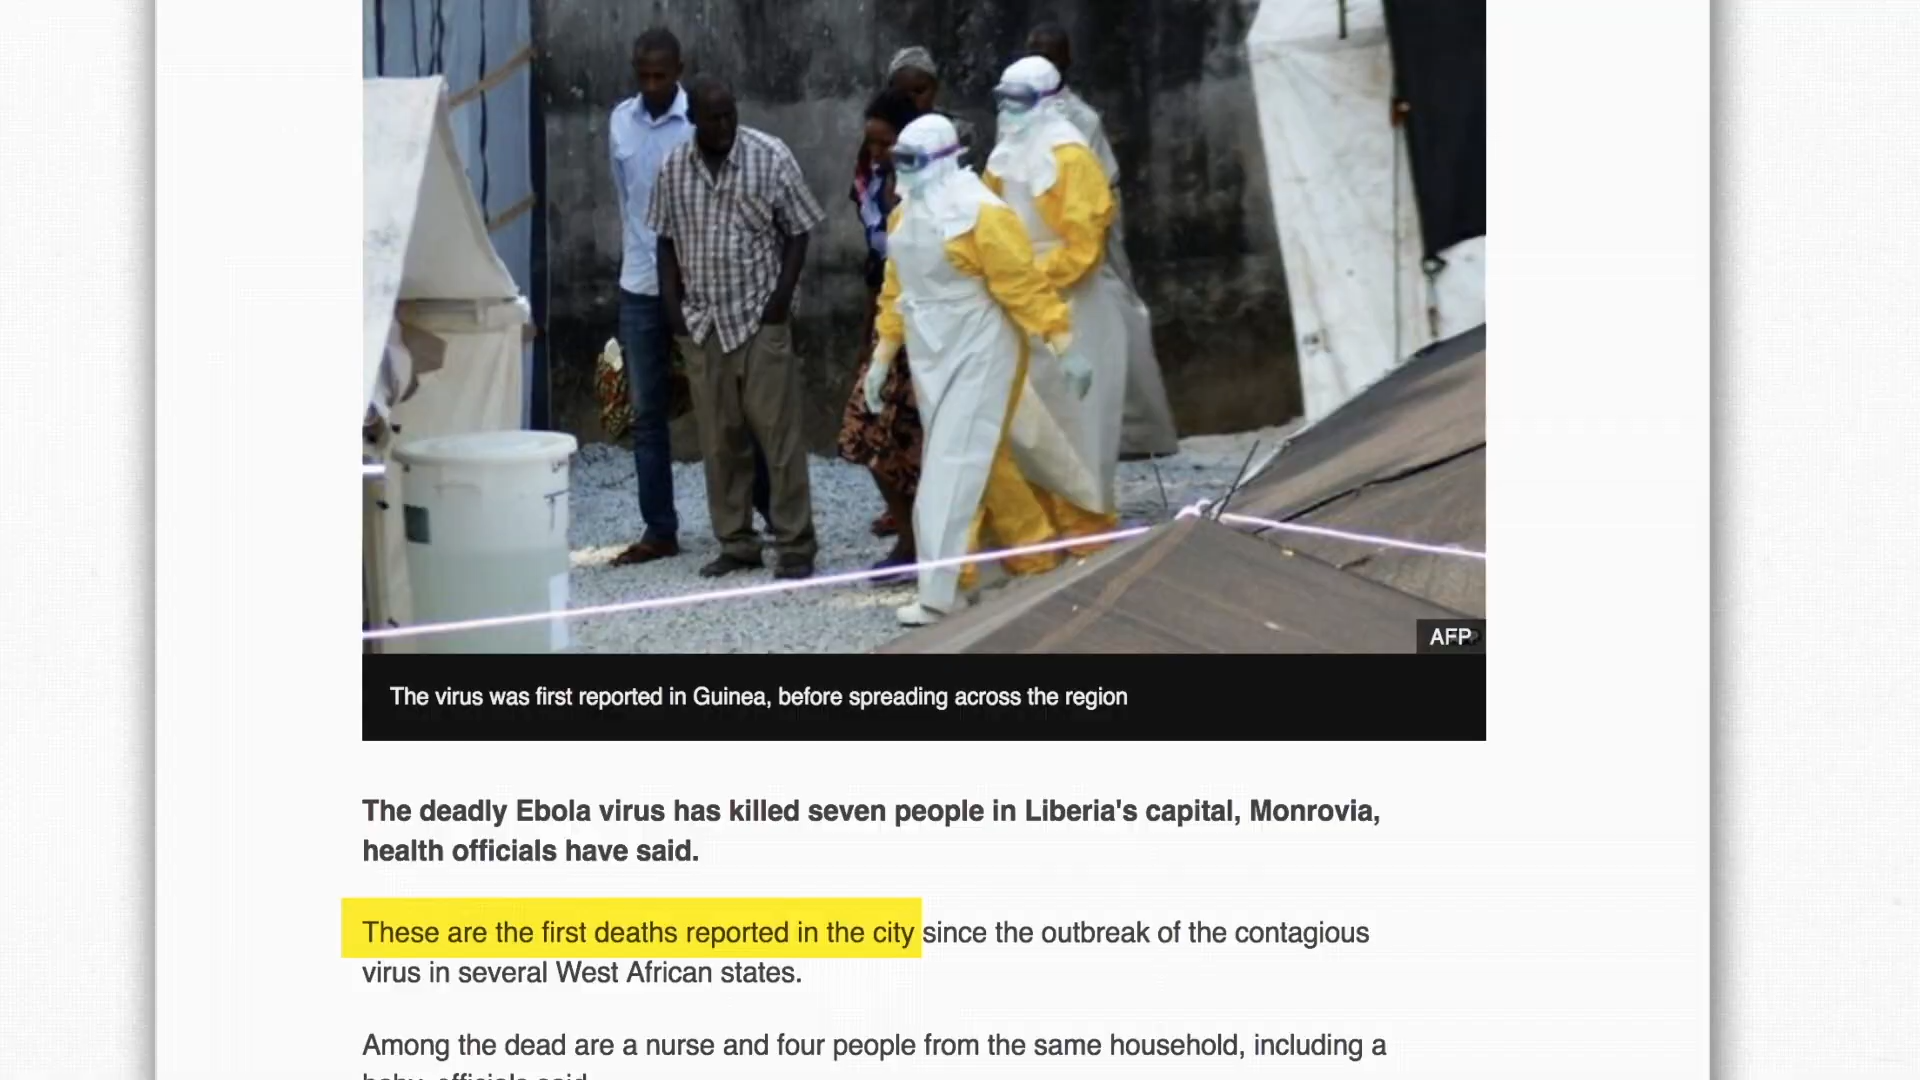 AFP
The virus was first reported in Guinea, before spreading across the region
The deadly Ebola virus has killed seven people in Liberia's capital, Monrovia,
health officials have said.
These are the first deaths reported in the city since the outbreak of the contagious
virus in several West African states.
Among the dead are a nurse and four people from the same household, including a
baby, officials said.